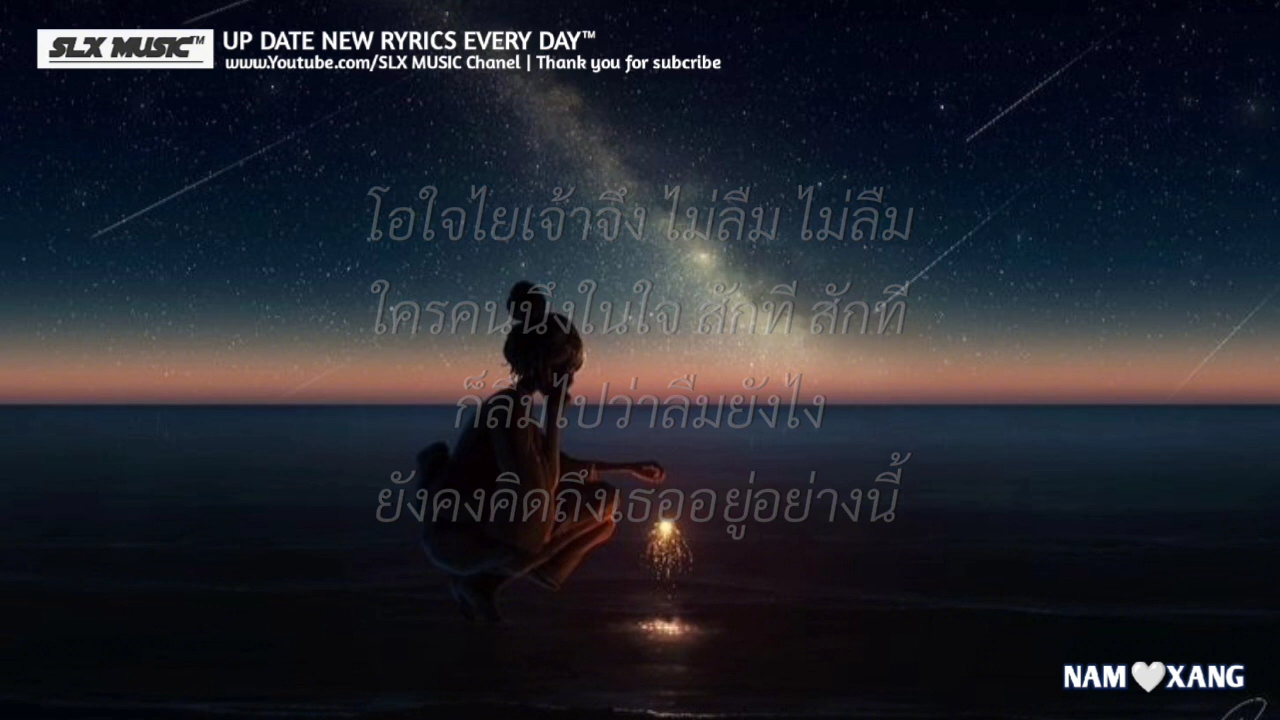 SLX MUSIC™
UP DATE NEW RYRICS EVERY DAY™
www.Youtube.com/SLX MUSIC Chanel | Thank you for subcribe
โอใจไยเจ้าจึง ไม่ลืม ไม่ลืม
ใครคนนึงในใจ สักที สักที
ก็ลืมไปว่าลืมยังไง
ยังคงคิดถึงเธออยู่อย่างนี้
NAM🤍XANG